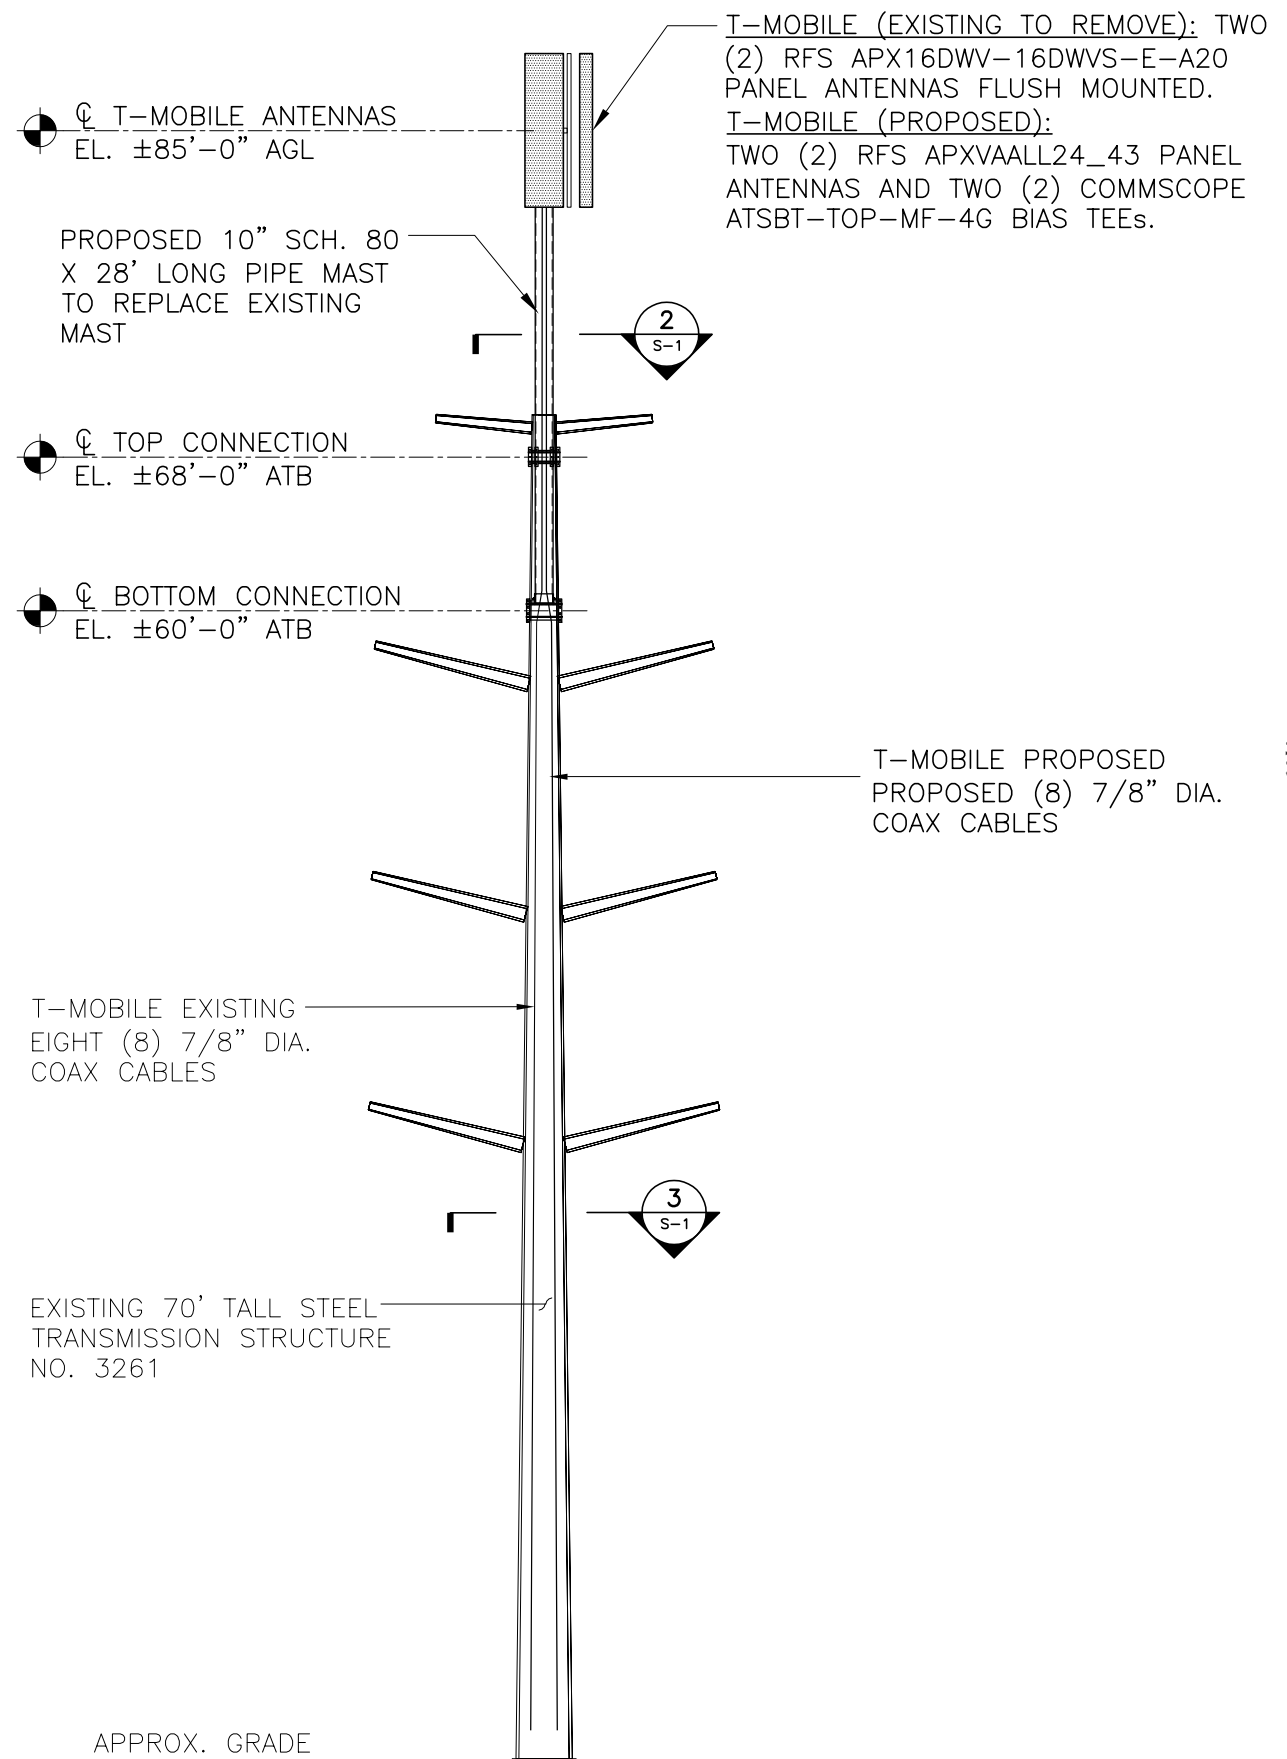 T-MOBILE (EXISTING TO REMOVE): TWO
(2) RFS APX16DWV-16DWVS-E-A20
PANEL ANTENNAS FLUSH MOUNTED.
T-MOBILE (PROPOSED):
TWO (2) RFS APXVAALL24_43 PANEL
ANTENNAS AND TWO (2) COMMSCOPE
ATSBT-TOP-MF-4G BIAS TEEs.
℄ T-MOBILE ANTENNAS
EL. ±85'-0" AGL
PROPOSED 10" SCH. 80
X 28' LONG PIPE MAST
TO REPLACE EXISTING
MAST
2
S-1
℄ TOP CONNECTION
EL. ±68'-0" ATB
℄ BOTTOM CONNECTION
EL. ±60'-0" ATB
T-MOBILE PROPOSED
PROPOSED (8) 7/8" DIA.
COAX CABLES
T-MOBILE EXISTING
EIGHT (8) 7/8" DIA.
COAX CABLES
3
S-1
EXISTING 70' TALL STEEL
TRANSMISSION STRUCTURE
NO. 3261
APPROX. GRADE